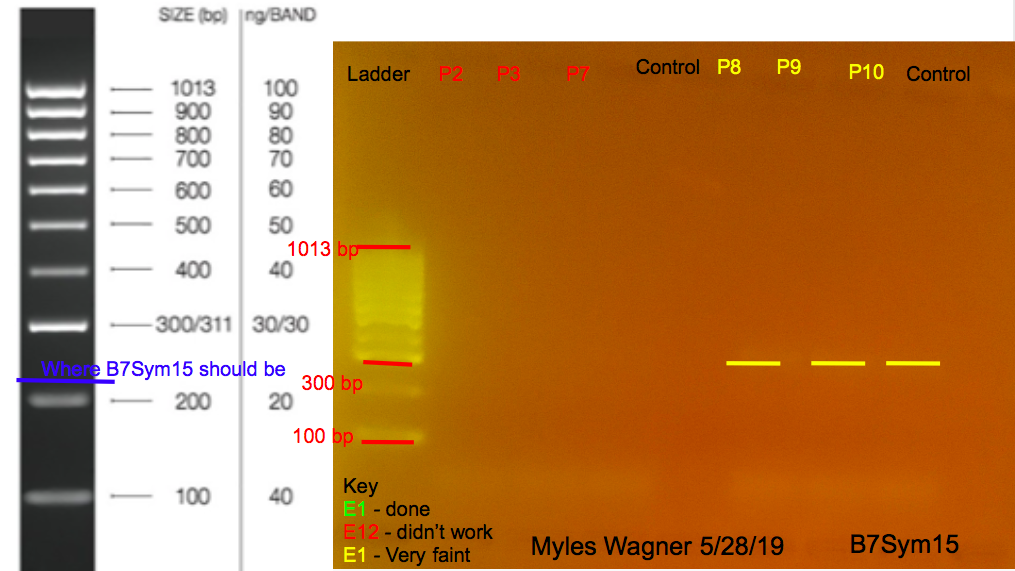 SIZE (bp) ng/BAND
1013 100
900 90
800 80
700 70
600 60
500 50
400 40
300/311 30/30
Where B7Sym15 should be
200 20
100 40
Ladder P2 P3 P7 Control P8 P9 P10 Control
1013 bp
300 bp
100 bp
Key
E1 - done
E12 - didn't work
E1 - Very faint
Myles Wagner 5/28/19 B7Sym15